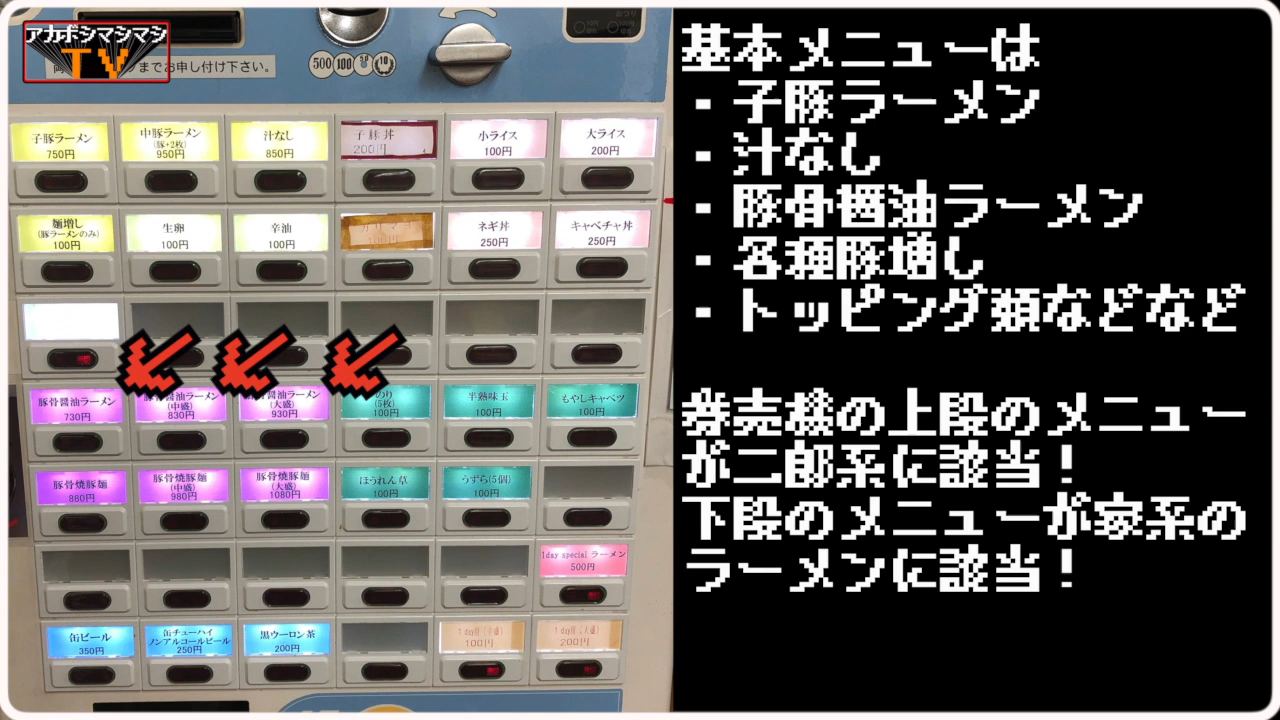 アカボシマシマシ
TV
までお申し付け下さい。
500 100 50 10
子豚ラーメン
750円
中豚ラーメン
(豚+2枚)
950円
汁なし
850円
子豚丼
200円
小ライス
100円
大ライス
200円
麺増し
(豚ラーメンのみ)
100円
生卵
100円
辛油
100円
ネギ丼
250円
キャベチャ丼
250円
豚骨醤油ラーメン
730円
豚骨醤油ラーメン
(中盛)
830円
醤油ラーメン
(大盛)
930円
のり
(5枚)
100円
半熟味玉
100円
もやしキャベツ
100円
豚骨焼豚麺
880円
豚骨焼豚麺
(中盛)
980円
豚骨焼豚麺
(大盛)
1080円
ほうれん草
100円
うずら(5個)
100円
1day special ラーメン
500円
缶ビール
350円
缶チューハイ
ノンアルコールビール
250円
黒ウーロン茶
200円
1day用(中盛)
100円
1day用(大盛)
200円
基本メニューは
・子豚ラーメン
・汁なし
・豚骨醤油ラーメン
・各種豚増し
・トッピング類などなど
券売機の上段のメニュー
が二郎系に該当！
下段のメニューが家系の
ラーメンに該当！